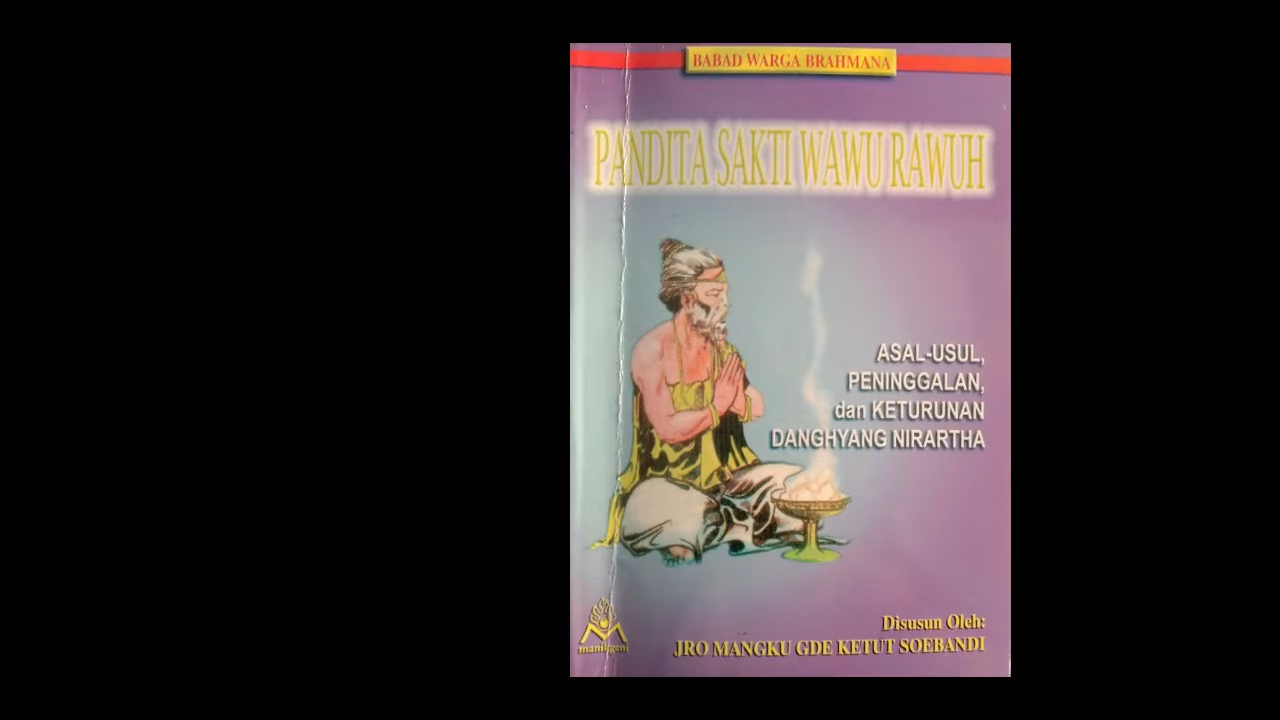 BABAD WARGA BRAHMANA
PANDITA SAKTI WAWU RAWUH
ASAL-USUL,
PENINGGALAN,
dan KETURUNAN
DANGHYANG NIRARTHA
Disusun Oleh:
JRO MANGKU GDE KETUT SOEBANDI
manikgeni